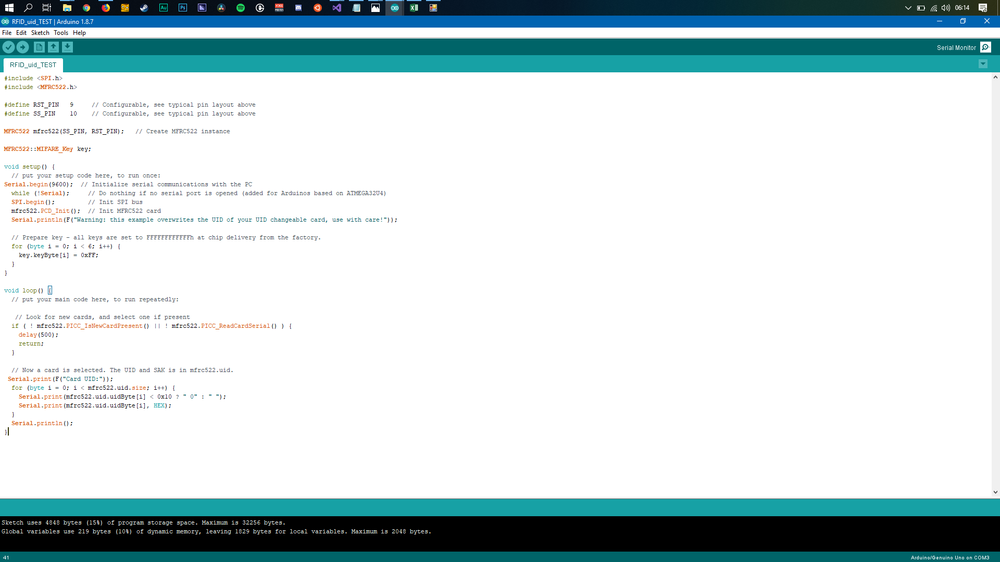 06:14
RFID_uid_TEST | Arduino 1.8.7
File Edit Sketch Tools Help
Serial Monitor
RFID_uid_TEST
#include <SPI.h>
#include <MFRC522.h>
#define RST_PIN   9     // Configurable, see typical pin layout above
#define SS_PIN    10    // Configurable, see typical pin layout above
MFRC522 mfrc522(SS_PIN, RST_PIN);   // Create MFRC522 instance
MFRC522::MIFARE_Key key;
void setup() {
  // put your setup code here, to run once:
Serial.begin(9600);  // Initialize serial communications with the PC
  while (!Serial);     // Do nothing if no serial port is opened (added for Arduinos based on ATMEGA32U4)
  SPI.begin();         // Init SPI bus
  mfrc522.PCD_Init();  // Init MFRC522 card
  Serial.println(F("Warning: this example overwrites the UID of your UID changeable card, use with care!"));
  // Prepare key - all keys are set to FFFFFFFFFFFFh at chip delivery from the factory.
  for (byte i = 0; i < 6; i++) {
    key.keyByte[i] = 0xFF;
  }
}
void loop() {
  // put your main code here, to run repeatedly:
   // Look for new cards, and select one if present
  if ( ! mfrc522.PICC_IsNewCardPresent() || ! mfrc522.PICC_ReadCardSerial() ) {
    delay(500);
    return;
  }
  // Now a card is selected. The UID and SAK is in mfrc522.uid.
 Serial.print(F("Card UID:"));
  for (byte i = 0; i < mfrc522.uid.size; i++) {
    Serial.print(mfrc522.uid.uidByte[i] < 0x10 ? " 0" : " ");
    Serial.print(mfrc522.uid.uidByte[i], HEX);
  }
  Serial.println();
}
Sketch uses 4848 bytes (15%) of program storage space. Maximum is 32256 bytes.
Global variables use 219 bytes (10%) of dynamic memory, leaving 1829 bytes for local variables. Maximum is 2048 bytes.
41
Arduino/Genuino Uno on COM3